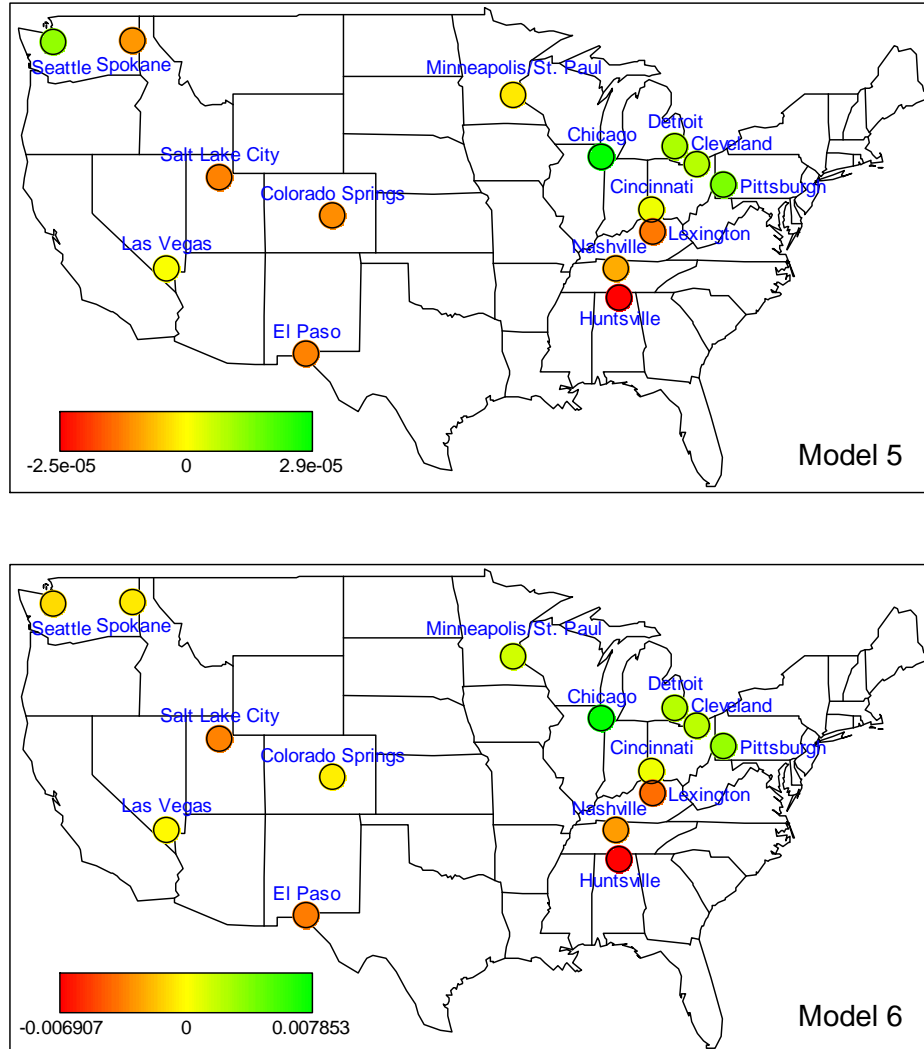 Seattle Spokane
Minneapolis/St. Paul
Detroit
Chicago
Cleveland
Salt Lake City
Cincinnati
Pittsburgh
Colorado Springs
Lexington
Las Vegas
Nashville
Huntsville
El Paso
-2.5e-05 0 2.9e-05
Model 5
Seattle Spokane
Minneapolis/St. Paul
Detroit
Chicago
Cleveland
Salt Lake City
Cincinnati
Pittsburgh
Colorado Springs
Lexington
Las Vegas
Nashville
Huntsville
El Paso
-0.006907 0 0.007853
Model 6